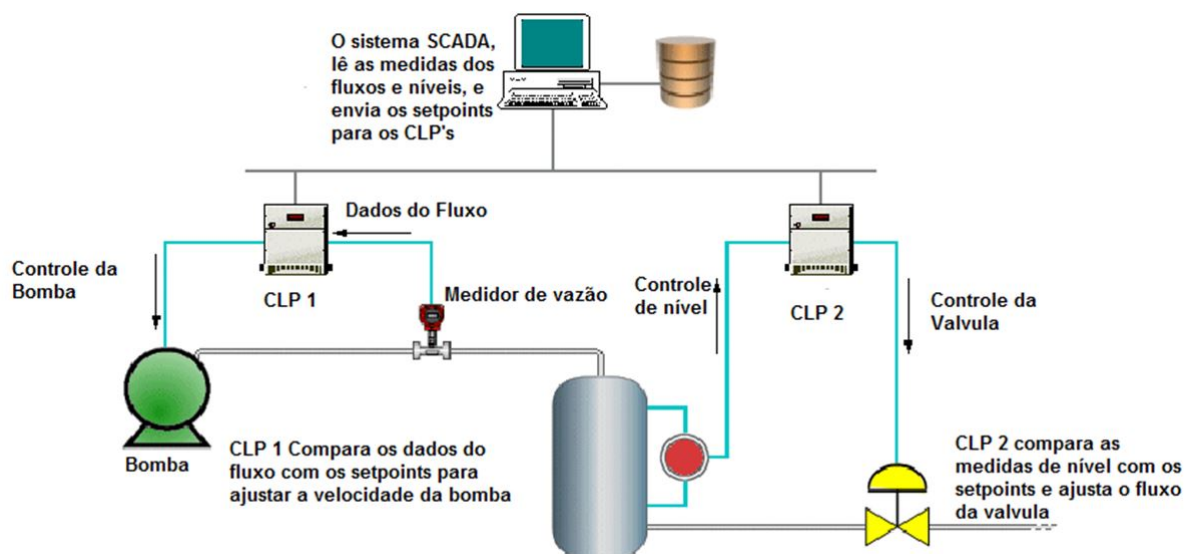 O sistema SCADA,
lê as medidas dos
fluxos e níveis, e
envia os setpoints
para os CLP's
Dados do Fluxo
Controle da
Bomba
CLP 1
Medidor de vazão
Controle
de nível
CLP 2
Controle da
Valvula
Bomba
CLP 1 Compara os dados do
fluxo com os setpoints para
ajustar a velocidade da bomba
CLP 2 compara as
medidas de nível com os
setpoints e ajusta o fluxo
da valvula